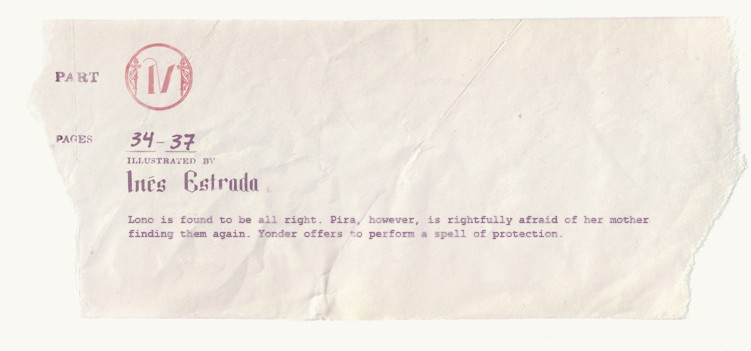 PART IV
PAGES 34-37
ILLUSTRATED BY
Inés Estrada
Lono is found to be all right. Pira, however, is rightfully afraid of her mother
finding them again. Yonder offers to perform a spell of protection.